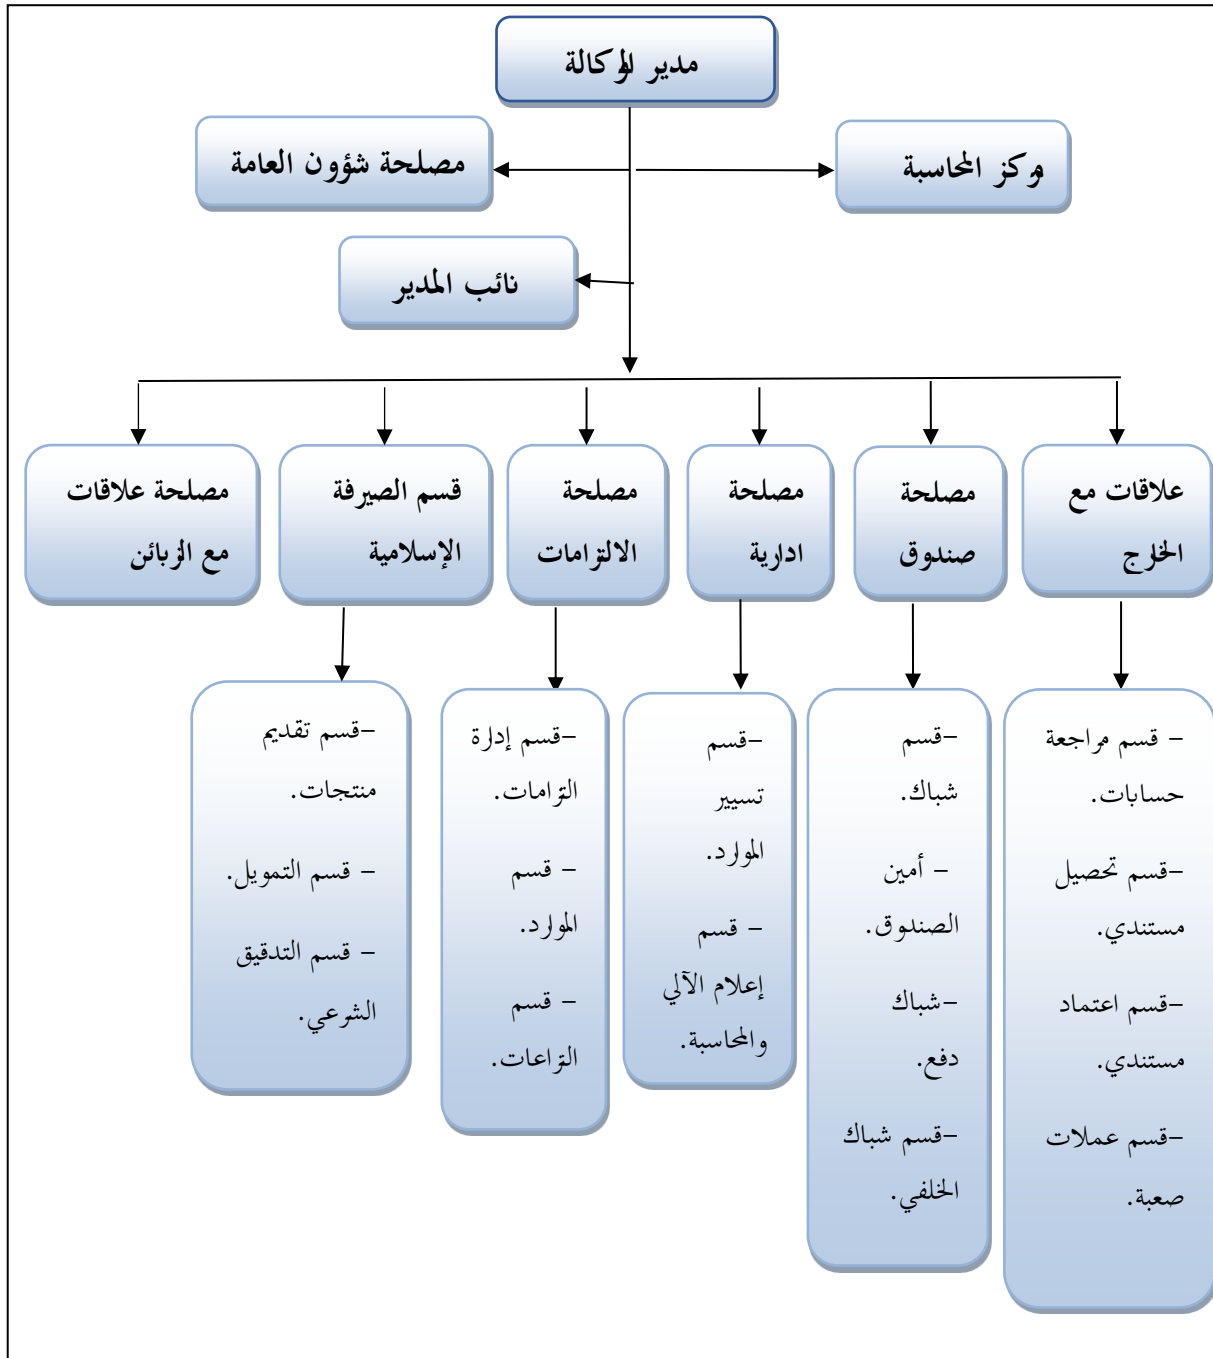 مدير الوكالة
مركز المحاسبة
مصلحة شؤون العامة
نائب المدير
علاقات مع
الخارج
مصلحة
صندوق
مصلحة
ادارية
مصلحة
الالتزامات
قسم الصيرفة
الإسلامية
مصلحة علاقات
مع الزبائن
– قسم مراجعة
حسابات.
–قسم تحصيل
مستندي.
–قسم اعتماد
مستندي.
–قسم عملات
صعبة.
–قسم
شباك.
– أمين
الصندوق.
–شباك
دفع.
–قسم شباك
الخلفي.
–قسم
تسيير
الموارد.
– قسم
إعلام الآلي
والمحاسبة.
–قسم إدارة
التزامات.
– قسم
الموارد.
– قسم
النزاعات.
–قسم تقديم
منتجات.
– قسم التمويل.
– قسم التدقيق
الشرعي.